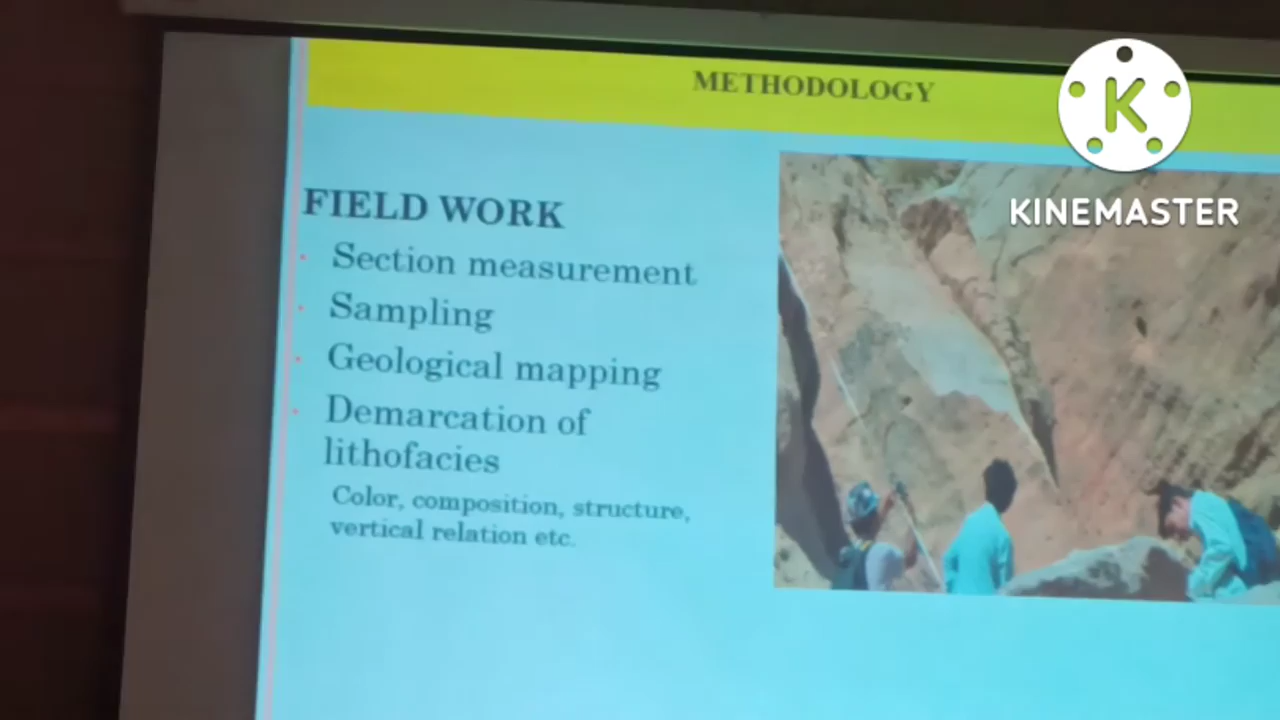 METHODOLOGY
KINEMASTER
FIELD WORK
· Section measurement
· Sampling
· Geological mapping
· Demarcation of
lithofacies
Color, composition, structure,
vertical relation etc.